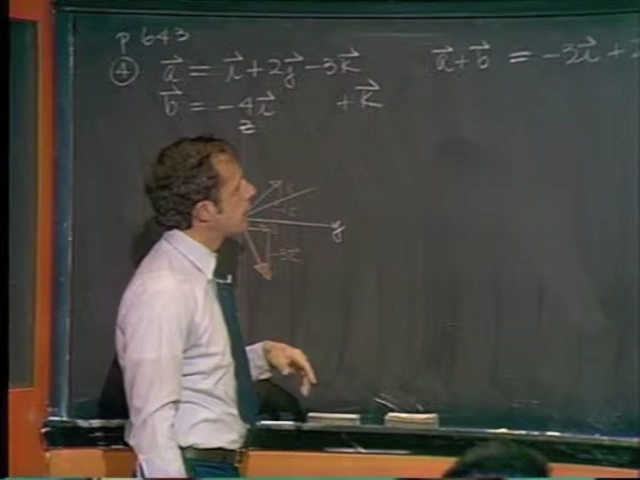 p 643
④ a⃗ = i⃗ + 2j⃗ − 3k⃗
b⃗ = −4i⃗ + k⃗
a⃗ + b⃗ = −3i⃗ +
z
y